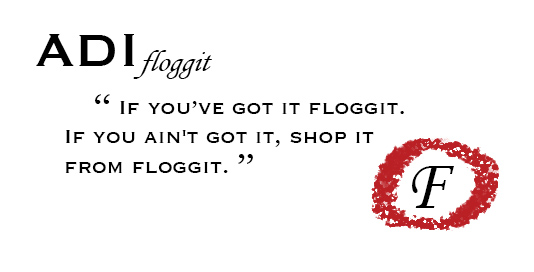 ADI floggit
“ If you’ve got it floggit.
If you ain't got it, shop it
from floggit. ”
F